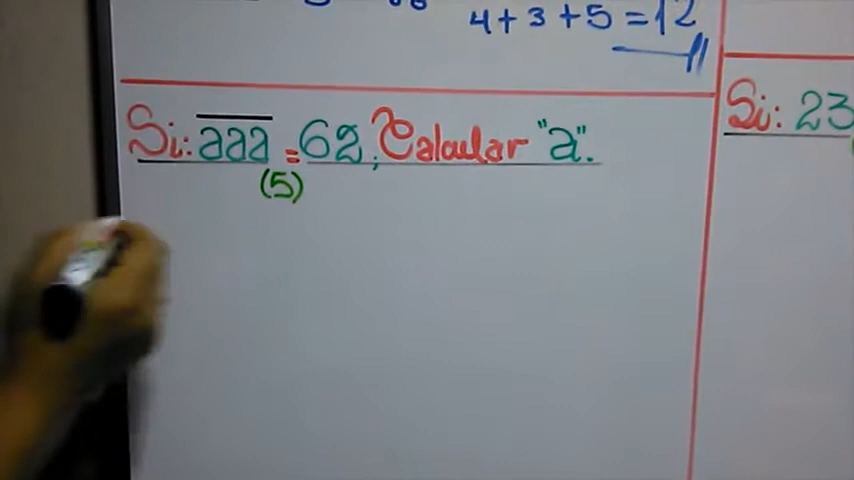 4+3+5=12
Si: aaa(5) = 62; Calcular "a".
Si: 23